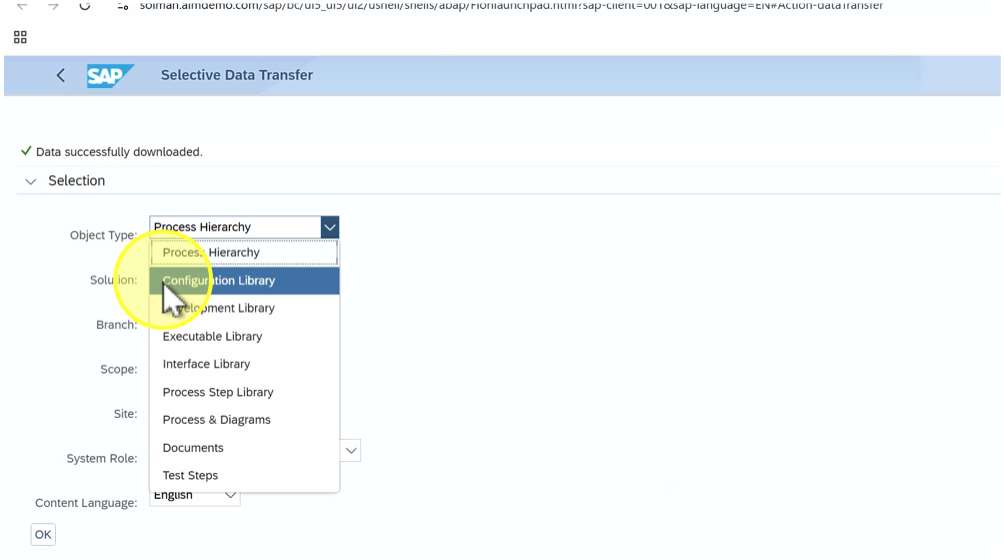 solman.almdemo.com/sap/bc/ui5_ui5/ui2/ushell/shells/abap/Fiorilaunchpad.html?sap-client=001&sap-language=EN#Action-dataTransfer
SAP Selective Data Transfer
Data successfully downloaded.
Selection
Object Type: Process Hierarchy
Process Hierarchy
Solution: Configuration Library
Development Library
Branch:
Executable Library
Scope: Interface Library
Process Step Library
Site: Process & Diagrams
Documents
System Role:
Test Steps
Content Language: English
OK